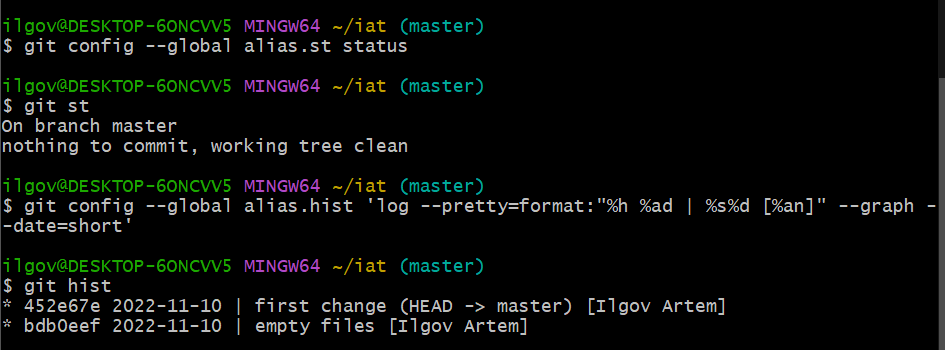 ilgov@DESKTOP-6ONCVV5 MINGW64 ~/iat (master)
$ git config --global alias.st status
ilgov@DESKTOP-6ONCVV5 MINGW64 ~/iat (master)
$ git st
On branch master
nothing to commit, working tree clean
ilgov@DESKTOP-6ONCVV5 MINGW64 ~/iat (master)
$ git config --global alias.hist 'log --pretty=format:"%h %ad | %s%d [%an]" --graph -
-date=short'
ilgov@DESKTOP-6ONCVV5 MINGW64 ~/iat (master)
$ git hist
* 452e67e 2022-11-10 | first change (HEAD -> master) [Ilgov Artem]
* bdb0eef 2022-11-10 | empty files [Ilgov Artem]